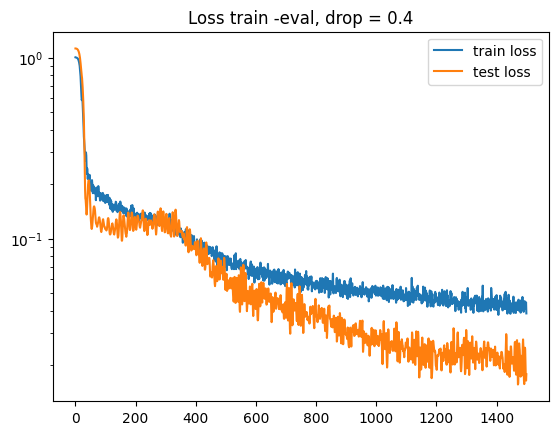 Loss train -eval, drop = 0.4
train loss
test loss
10⁰
10⁻¹
0 200 400 600 800 1000 1200 1400